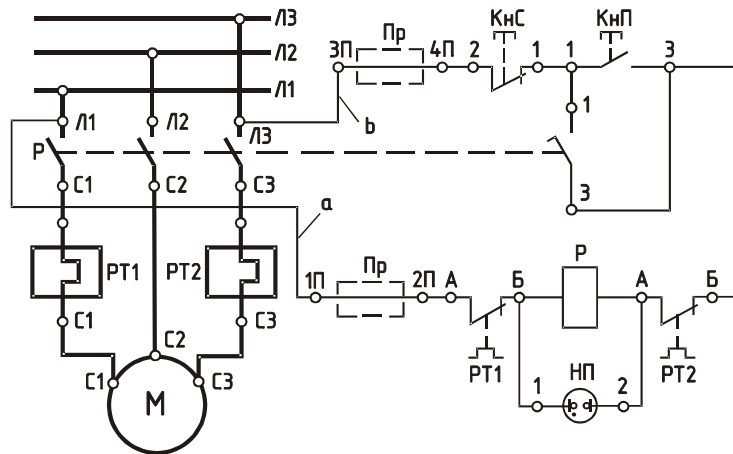 Л3
Л2
Л1
Л1 Л2 Л3
Р
С1 С2 С3
РТ1 РТ2
С1 С3
С2
С1 С3
М
3П Пр 4П 2 КнС 1 1 КнП 3
b
1
3
а
1П Пр 2П А Б Р А Б
РТ1 РТ2
1 НП 2